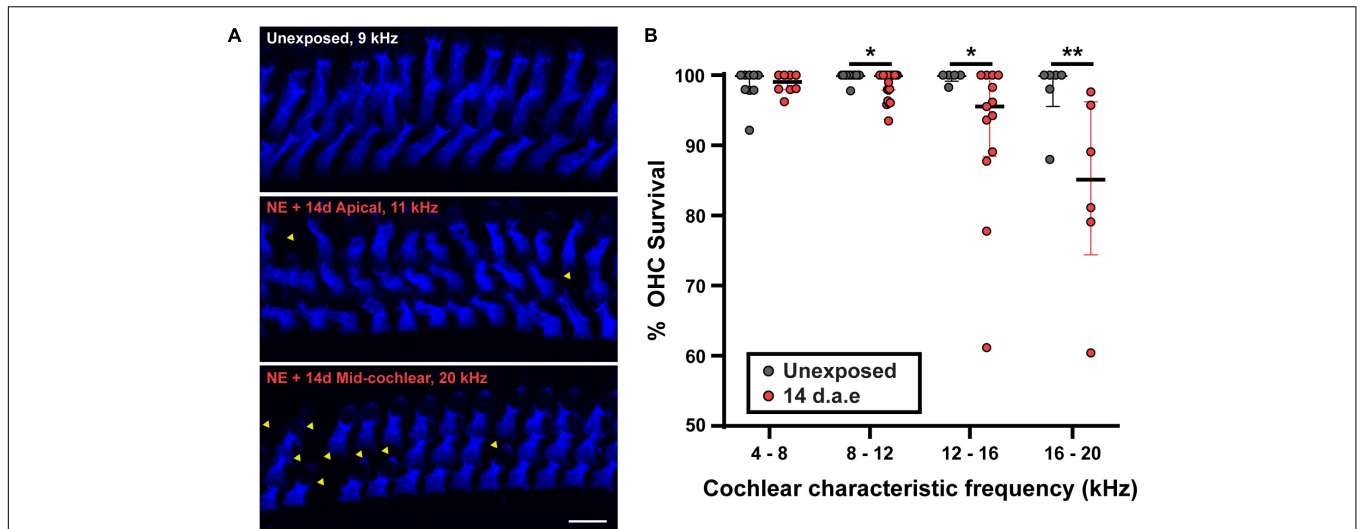 A
Unexposed, 9 kHz
NE + 14d Apical, 11 kHz
NE + 14d Mid-cochlear, 20 kHz
B
* * **
100
90
80
70
60
50
% OHC Survival
Unexposed
14 d.a.e
4 - 8 8 - 12 12 - 16 16 - 20
Cochlear characteristic frequency (kHz)